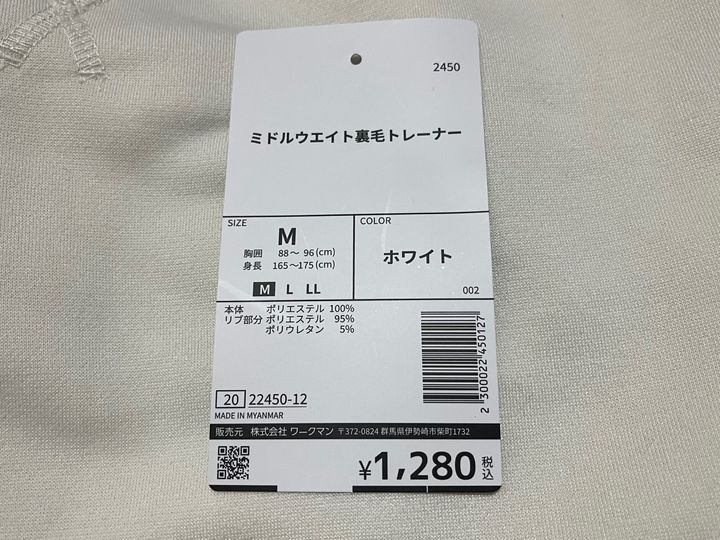 2450
ミドルウエイト裏毛トレーナー
SIZE
M
胸囲 88〜 96(cm)
身長 165〜175(cm)
M L LL
COLOR
ホワイト
002
本体 ポリエステル 100%
リブ部分 ポリエステル 95%
ポリウレタン 5%
2 300022 450127
20 22450-12
MADE IN MYANMAR
販売元 株式会社 ワークマン 〒372-0824 群馬県伊勢崎市柴町1732
¥1,280 税込